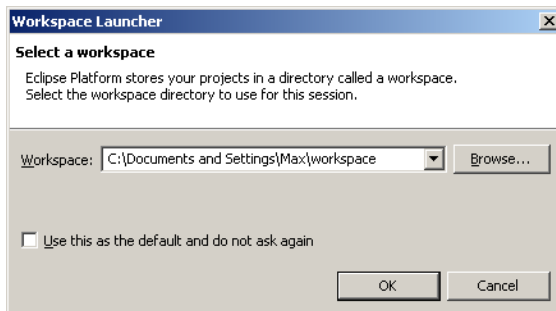 Workspace Launcher
Select a workspace
Eclipse Platform stores your projects in a directory called a workspace.
Select the workspace directory to use for this session.
Workspace: C:\Documents and Settings\Max\workspace Browse...
Use this as the default and do not ask again
OK Cancel